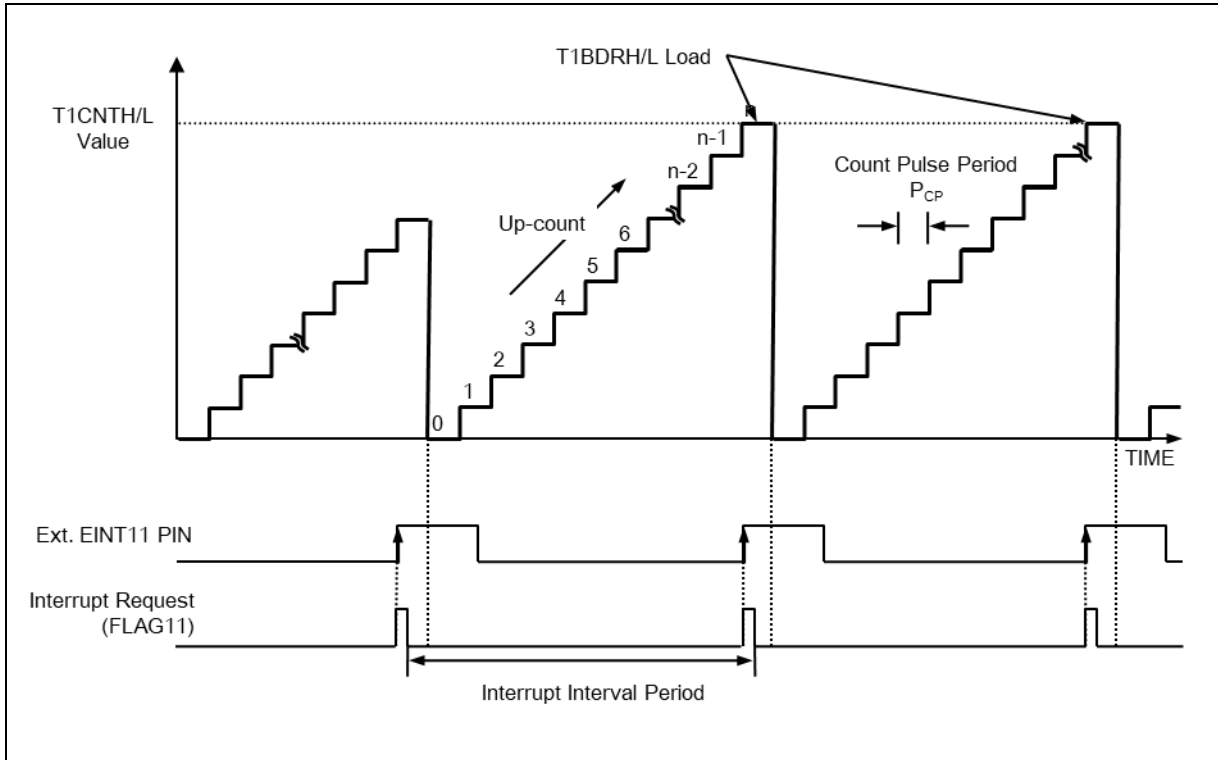 T1BDRH/L Load
T1CNTH/L
Value
n-1
n-2
Count Pulse Period
PCP
Up-count
6
5
4
3
2
1
0
TIME
Ext. EINT11 PIN
Interrupt Request
(FLAG11)
Interrupt Interval Period